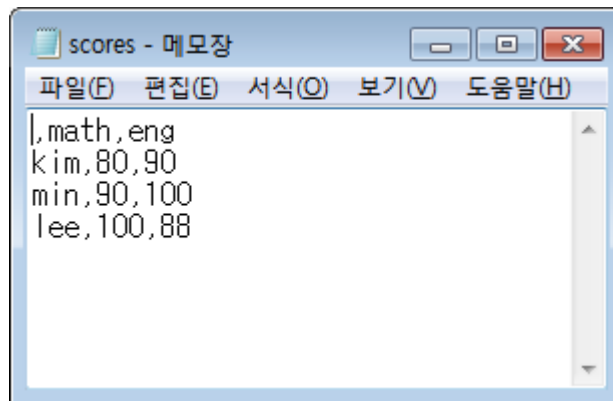 scores - 메모장
파일(F) 편집(E) 서식(O) 보기(V) 도움말(H)
,math,eng
kim,80,90
min,90,100
lee,100,88